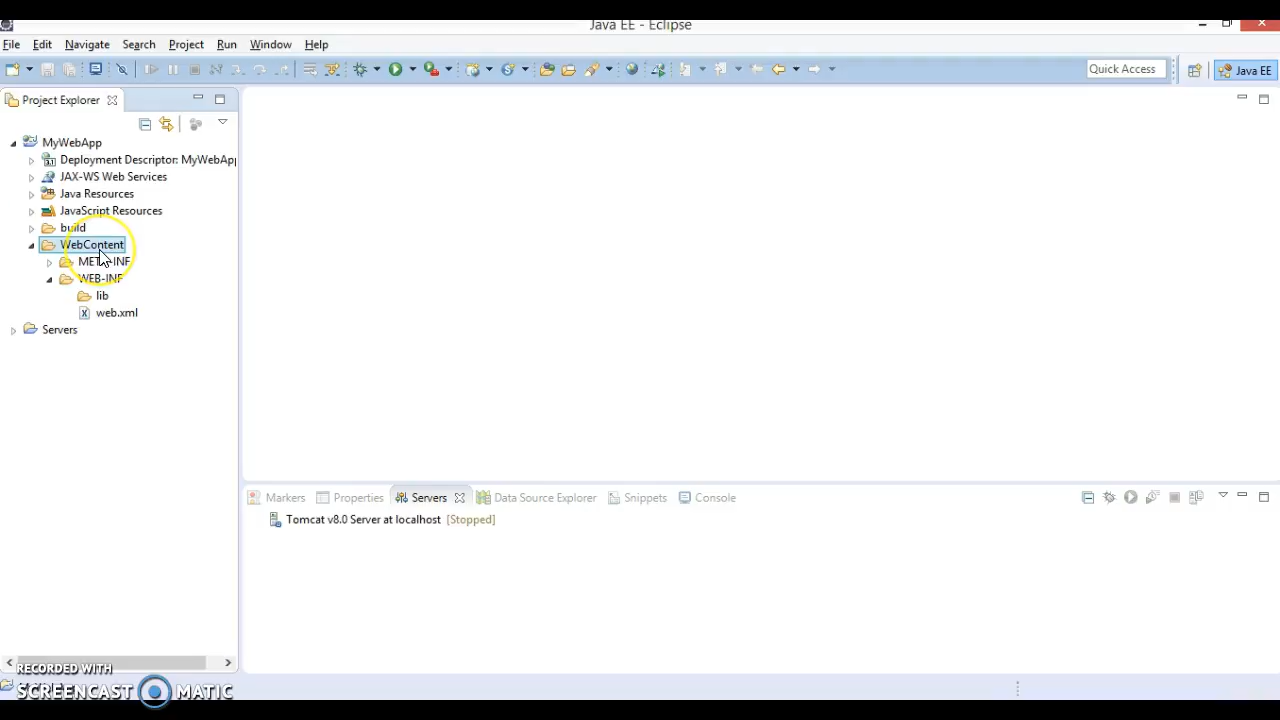 Java EE - Eclipse
File Edit Navigate Search Project Run Window Help
Quick Access
Java EE
Project Explorer
MyWebApp
Deployment Descriptor: MyWebApp
JAX-WS Web Services
Java Resources
JavaScript Resources
build
WebContent
META-INF
WEB-INF
lib
web.xml
Servers
Markers Properties Servers Data Source Explorer Snippets Console
Tomcat v8.0 Server at localhost [Stopped]
RECORDED WITH
SCREENCAST MATIC